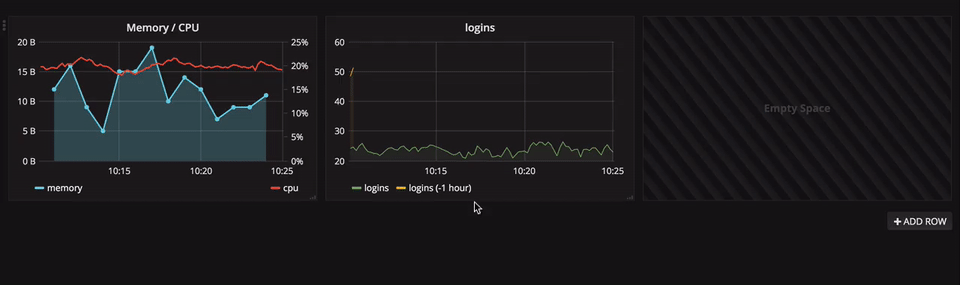 Memory / CPU
20 B
15 B
10 B
5 B
0 B
25%
20%
15%
10%
5%
0%
10:15
10:20
10:25
memory
cpu
logins
60
50
40
30
20
10:15
10:20
10:25
logins
logins (-1 hour)
Empty Space
+ ADD ROW